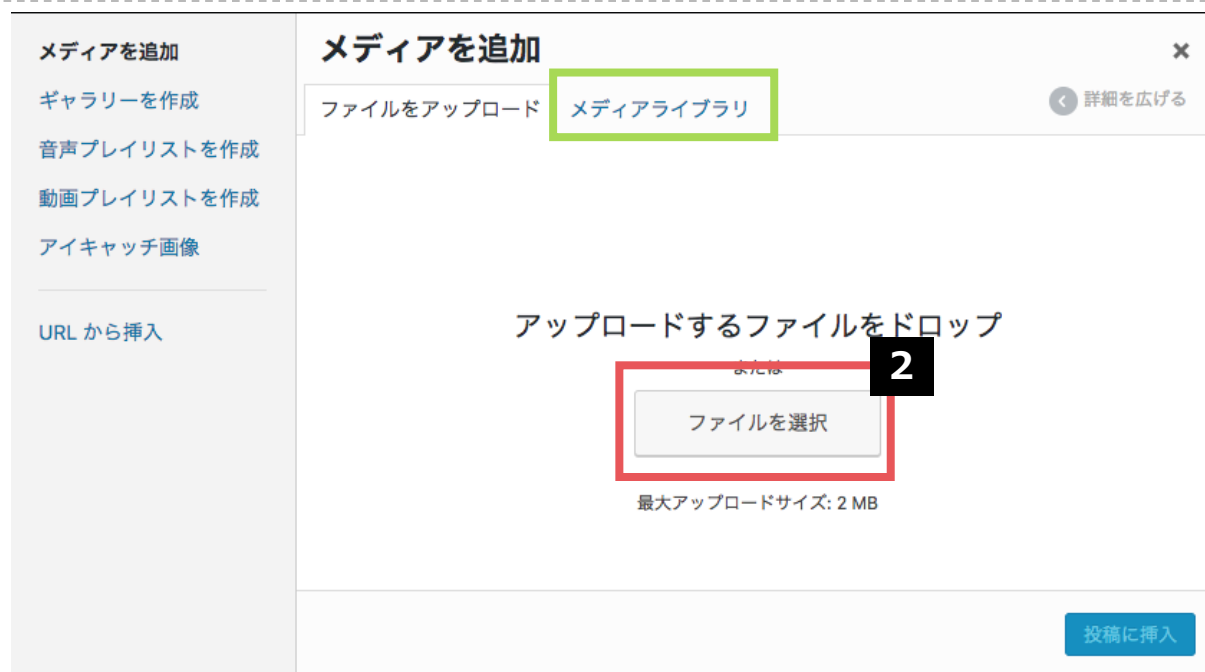 メディアを追加
ギャラリーを作成
音声プレイリストを作成
動画プレイリストを作成
アイキャッチ画像
URL から挿入
メディアを追加
×
ファイルをアップロード
メディアライブラリ
詳細を広げる
アップロードするファイルをドロップ
または
2
ファイルを選択
最大アップロードサイズ: 2 MB
投稿に挿入